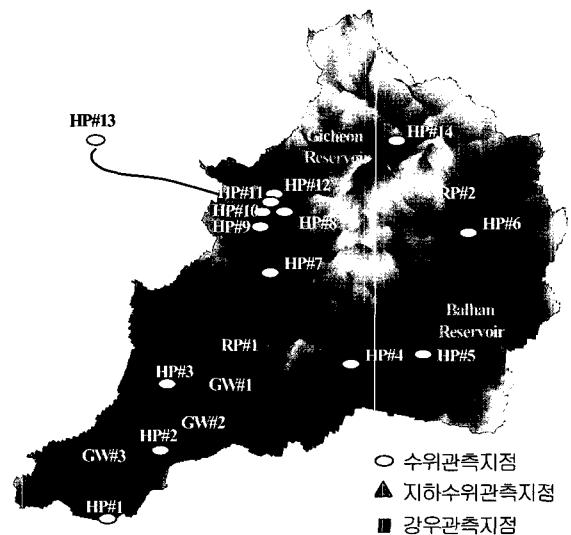 HP#13
HP#14
Gicheon
Reservoir
HP#11
HP#12
RP#2
HP#10
HP#8
HP#9
HP#6
HP#7
Balhan
Reservoir
RP#1
HP#4
HP#5
HP#3
GW#1
GW#2
HP#2
GW#3
HP#1
수위관측지점
지하수위관측지점
강우관측지점